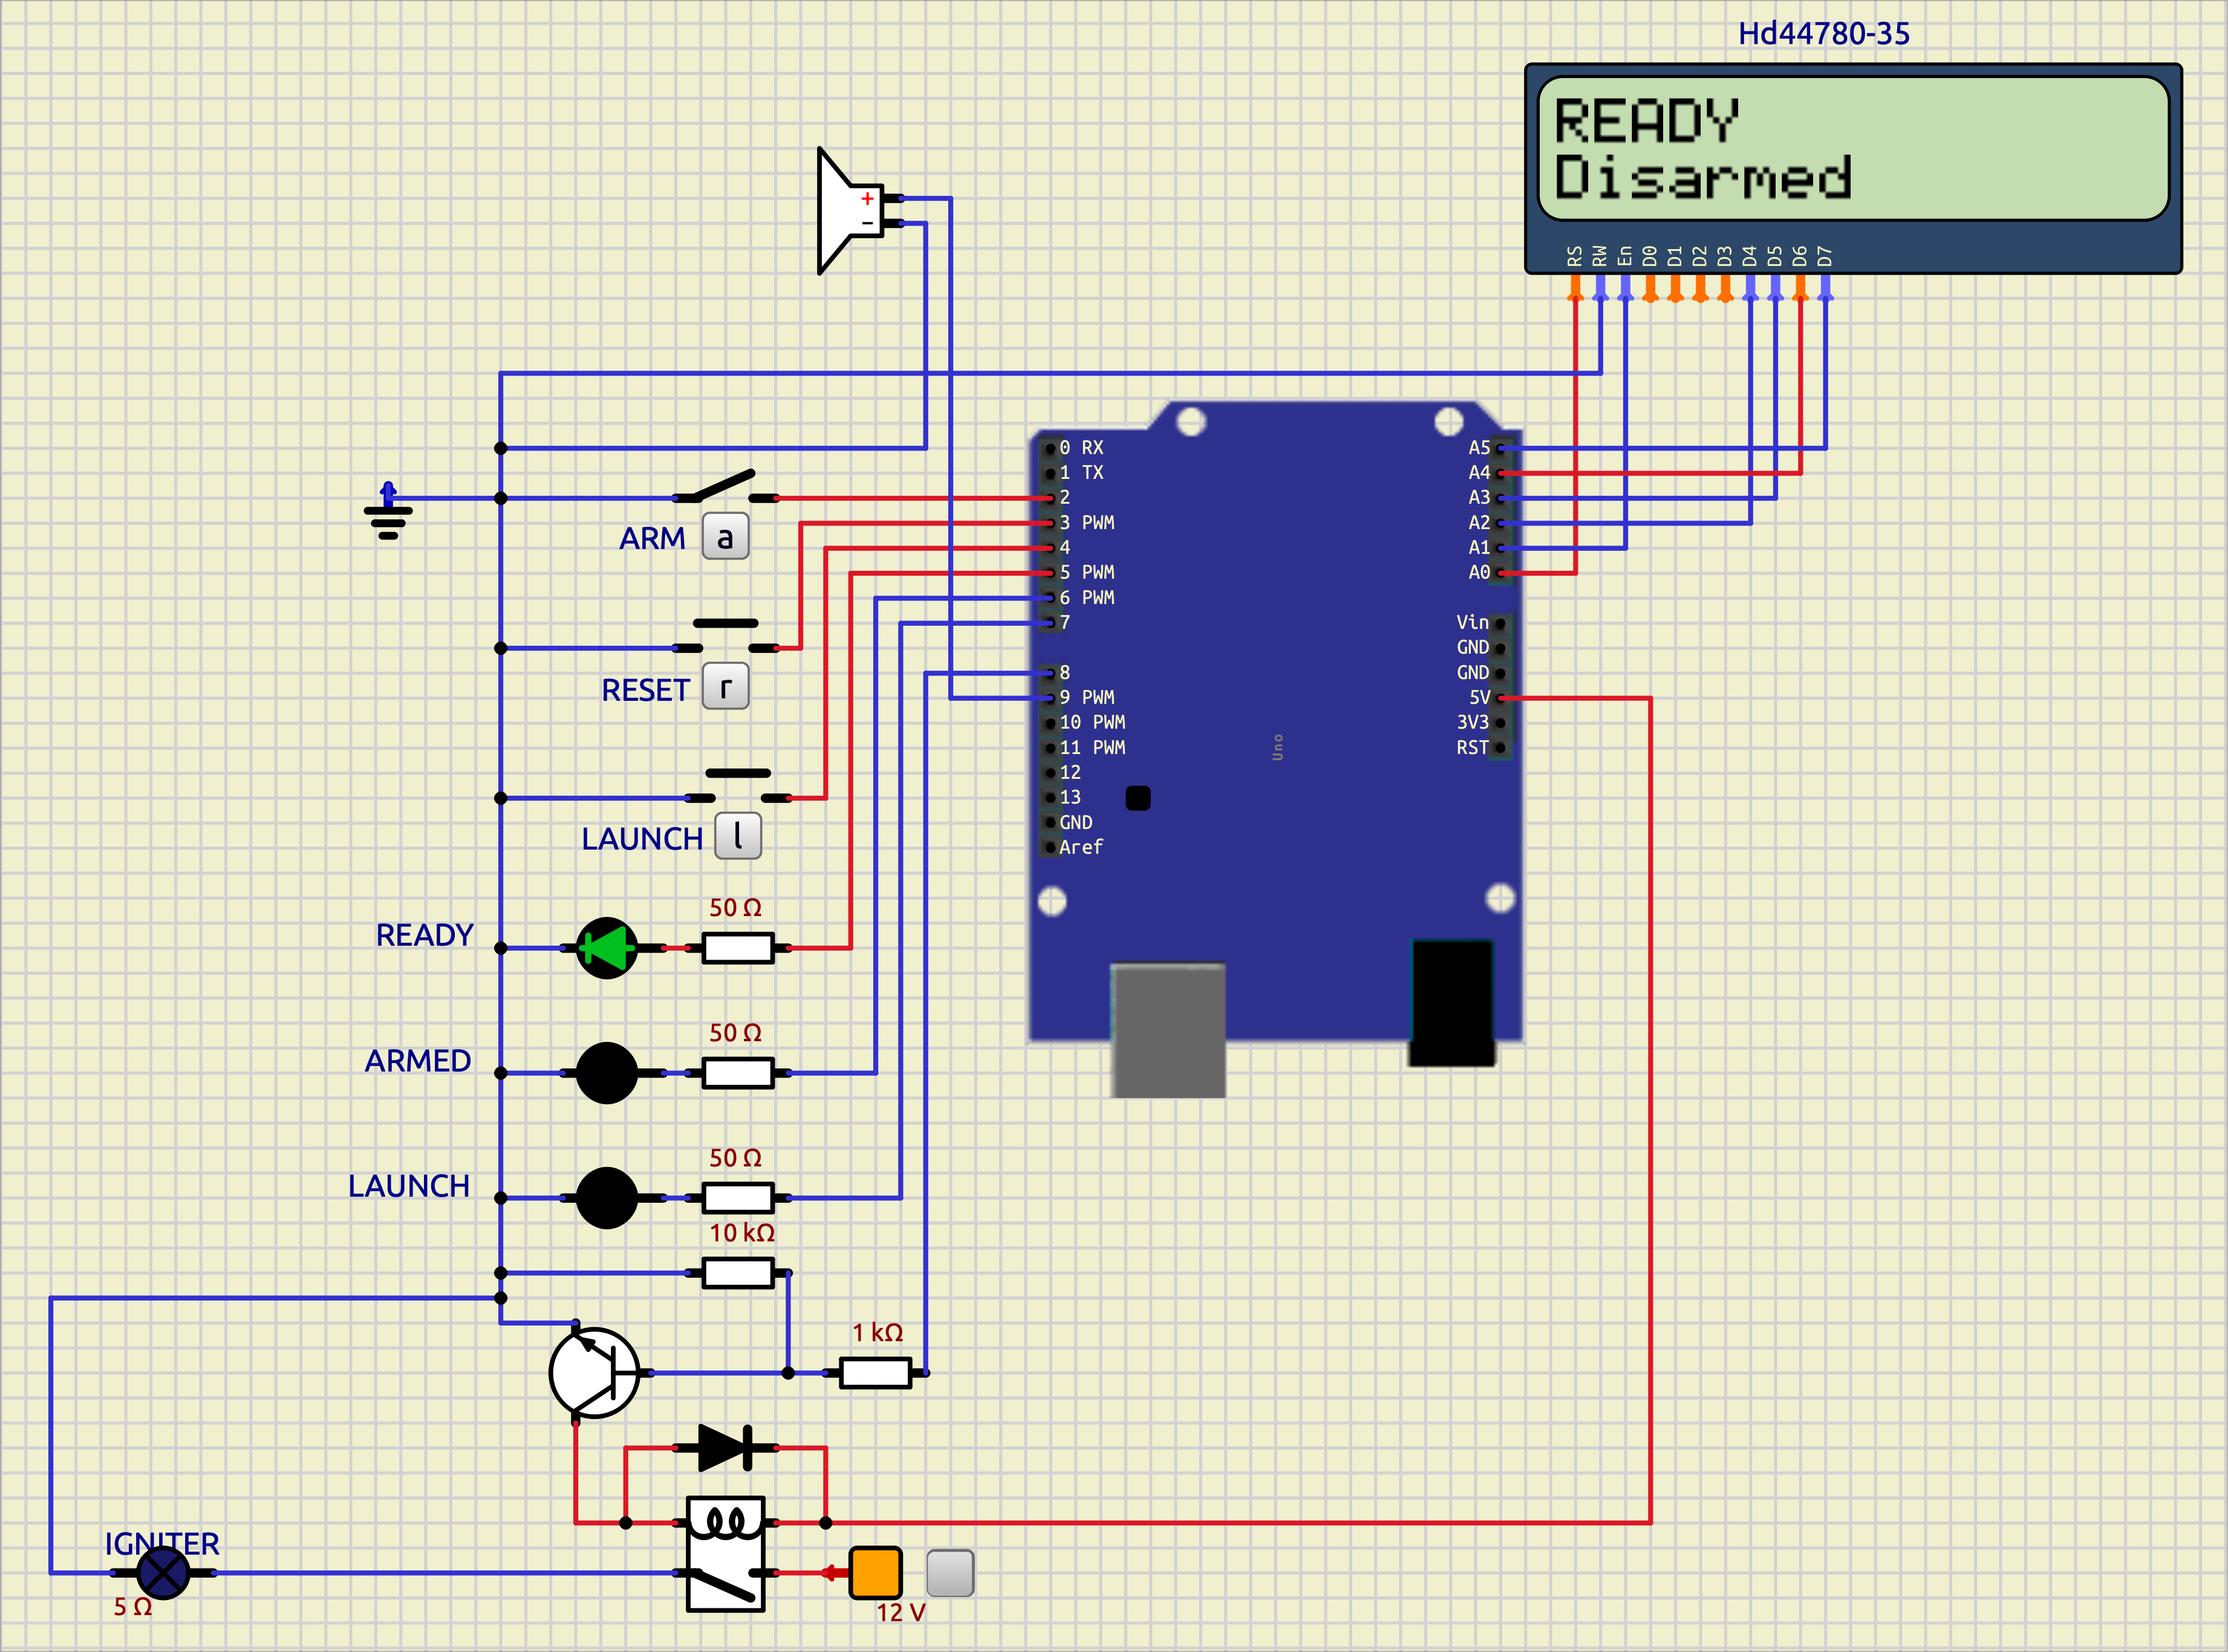 Hd44780-35
READY
Disarmed
RS RW En D0 D1 D2 D3 D4 D5 D6 D7
+
−
ARM a
RESET r
LAUNCH l
0 RX
1 TX
2
3 PWM
4
5 PWM
6 PWM
7
8
9 PWM
10 PWM
11 PWM
12
13
GND
Aref
Uno
A5
A4
A3
A2
A1
A0
Vin
GND
GND
5V
3V3
RST
50 Ω
READY
50 Ω
ARMED
50 Ω
LAUNCH
10 kΩ
1 kΩ
IGNITER
5 Ω
12 V